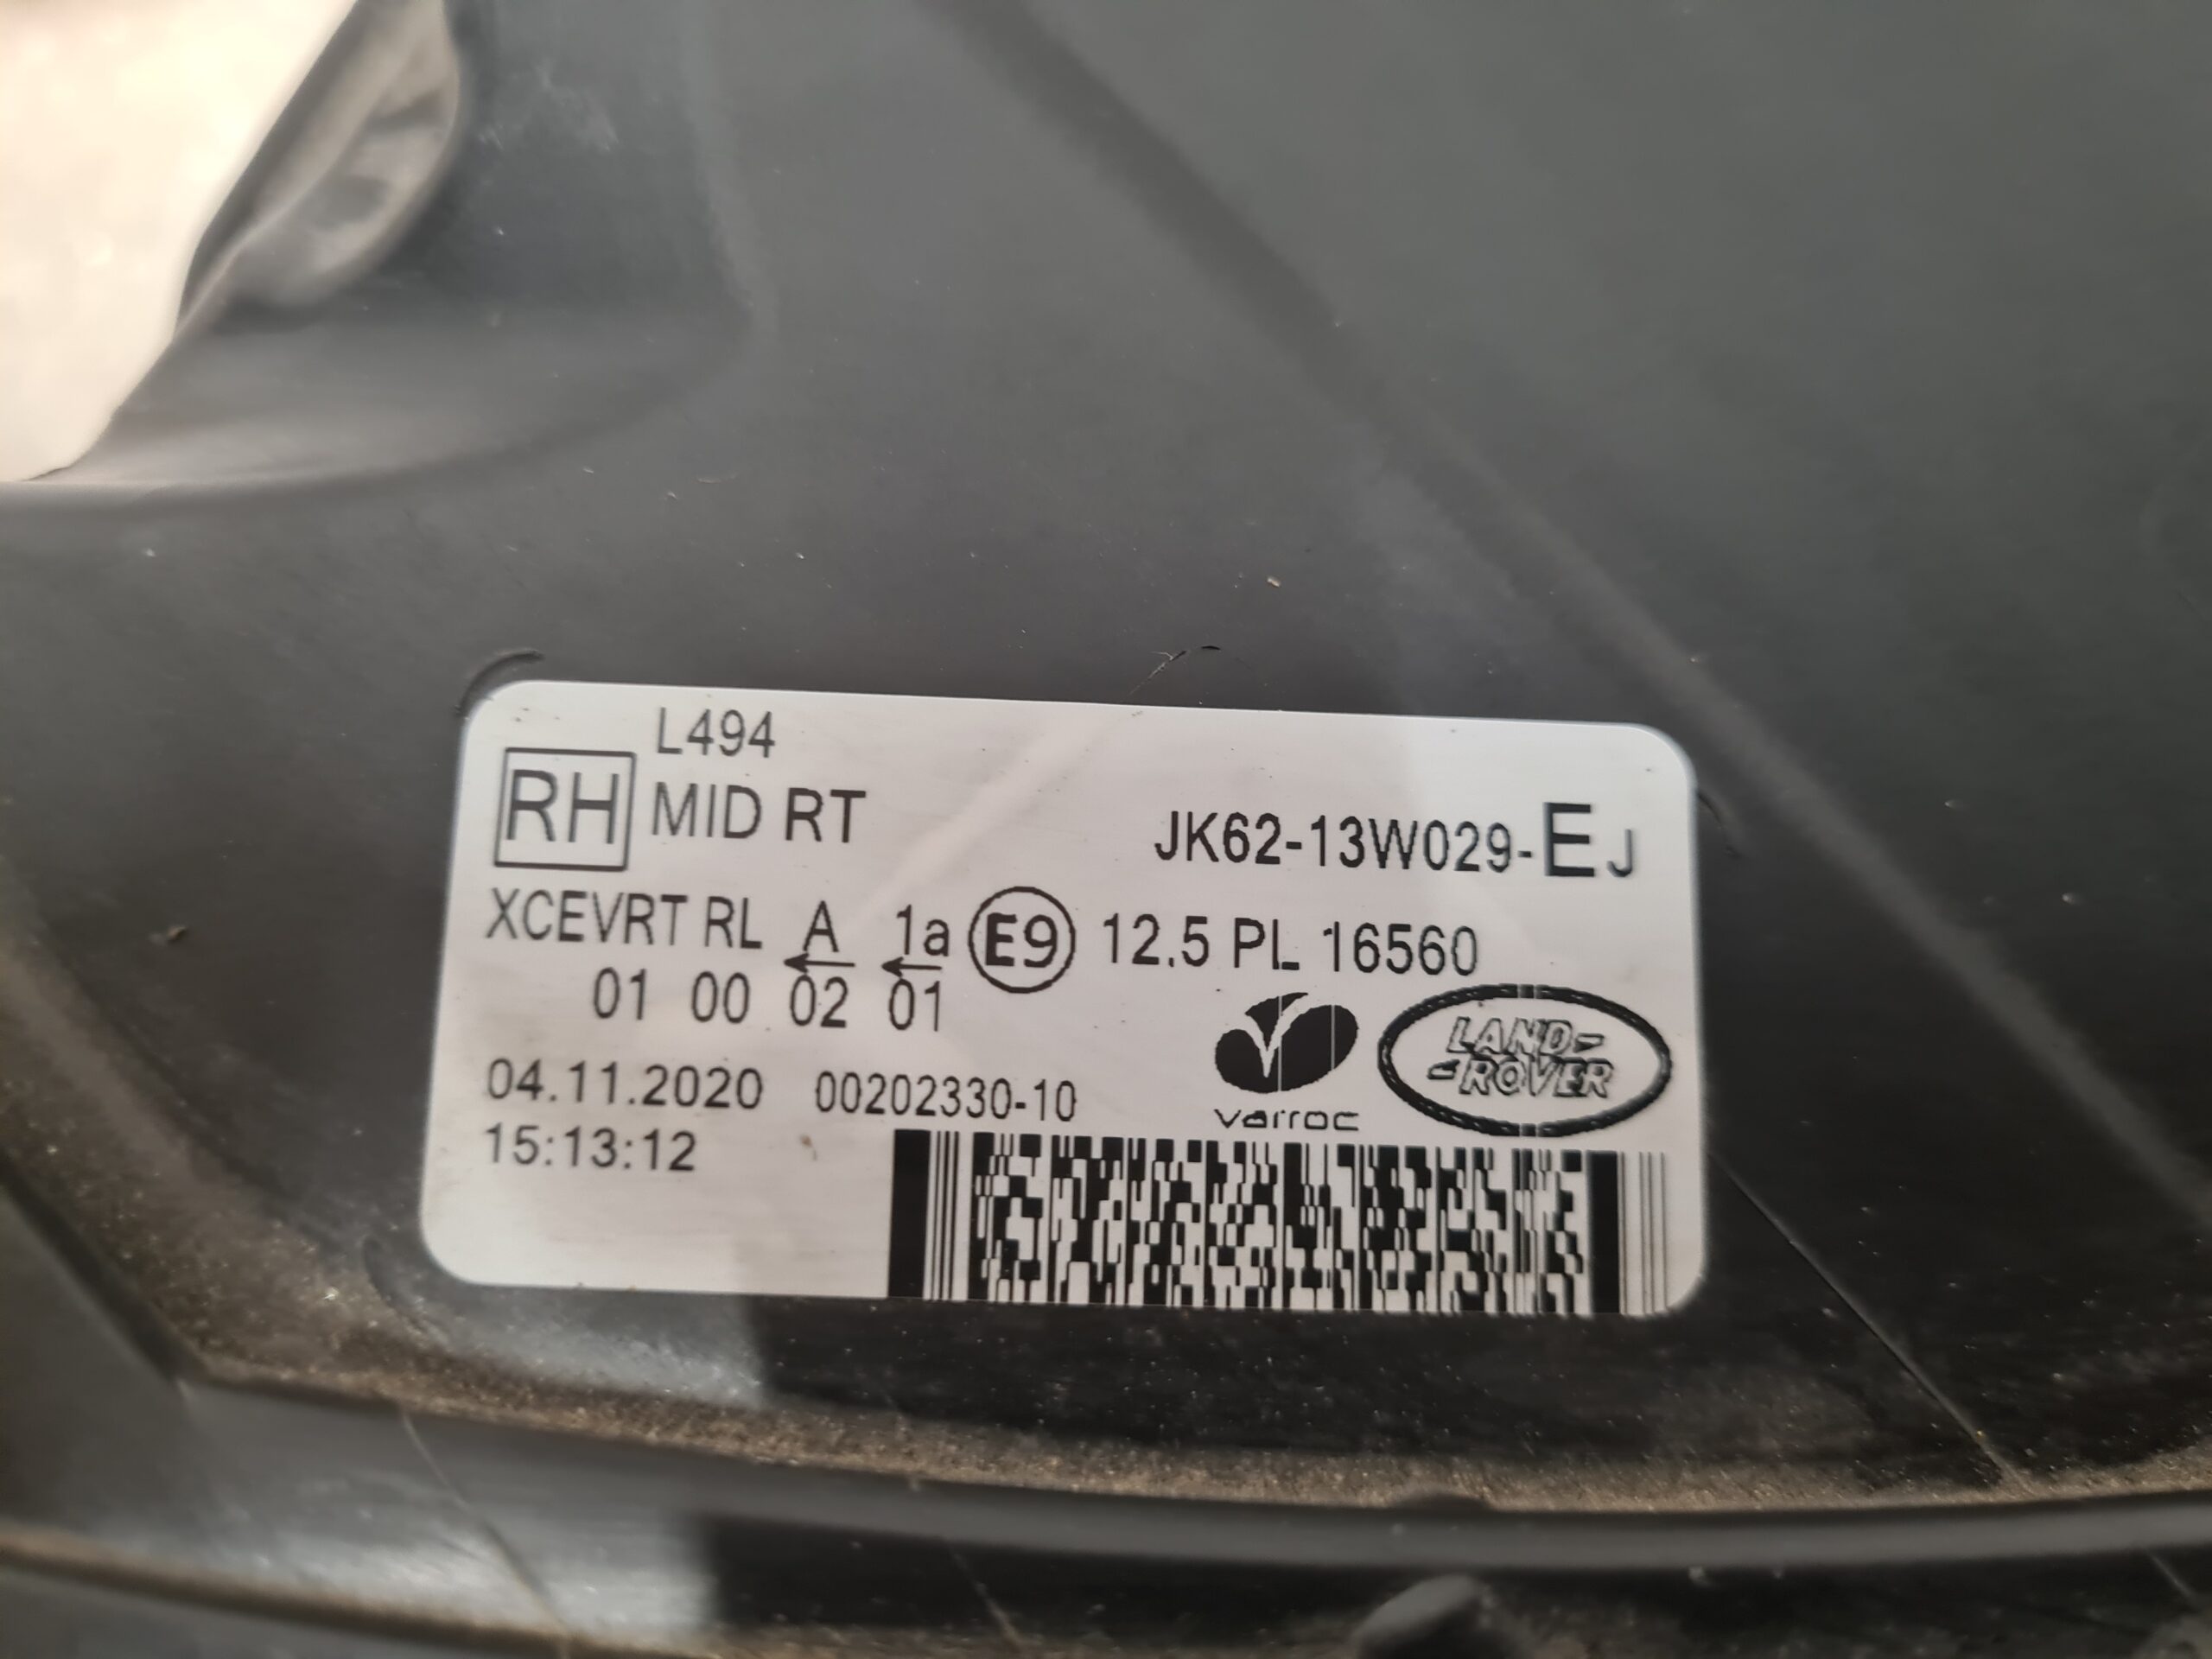 L494
RH MID RT
JK62-13W029-EJ
XCEVRT RL A 1a E9 12.5 PL 16560
01 00 02 01
04.11.2020 00202330-10
15:13:12
varroc
LAND-
-ROVER